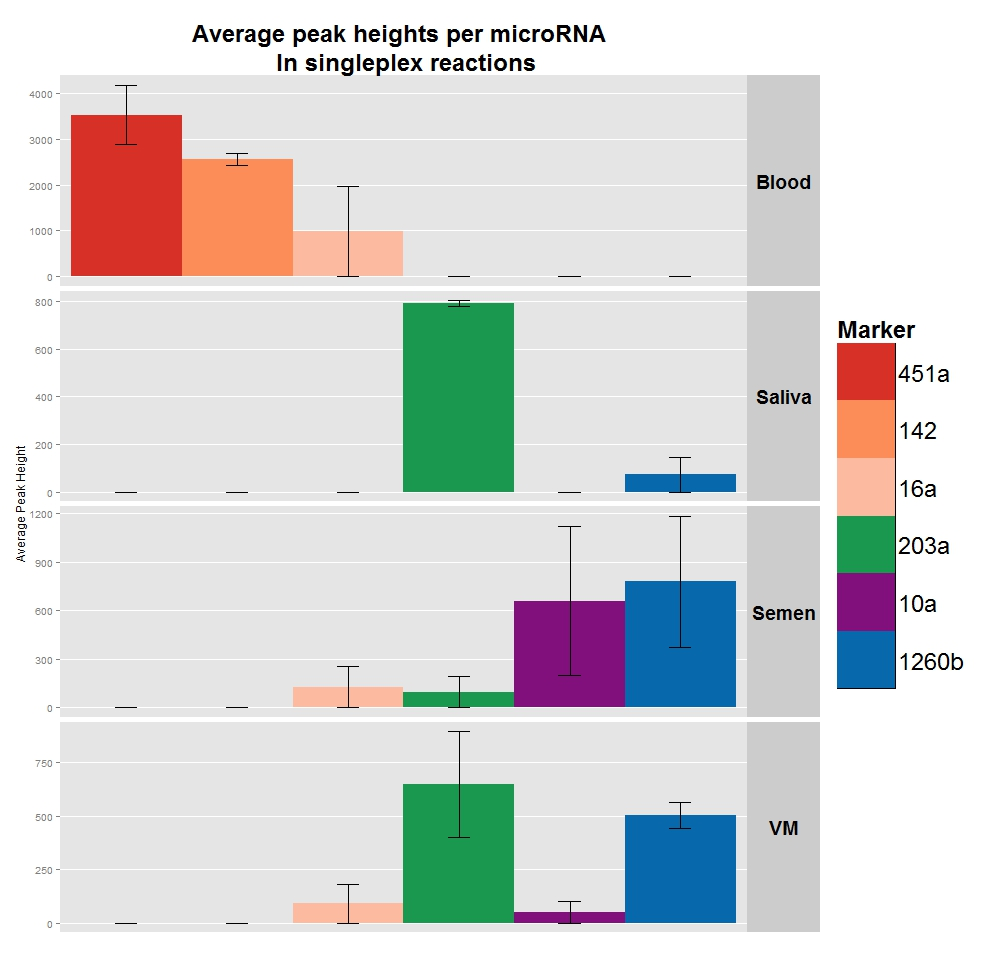 Average peak heights per microRNA
In singleplex reactions
Average Peak Height
4000
3000
2000
1000
0
Blood
800
600
400
200
0
Saliva
1200
900
600
300
0
Semen
750
500
250
0
VM
Marker
451a
142
16a
203a
10a
1260b